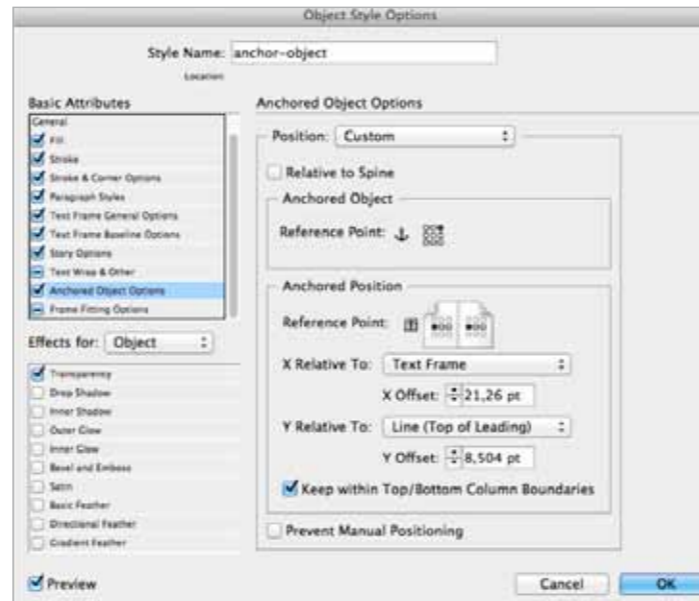 Object Style Options
Style Name: anchor-object
Location:
Basic Attributes
General
Fill
Stroke
Stroke & Corner Options
Paragraph Styles
Text Frame General Options
Text Frame Baseline Options
Story Options
Text Wrap & Other
Anchored Object Options
Frame Fitting Options
Effects for: Object
Transparency
Drop Shadow
Inner Shadow
Outer Glow
Inner Glow
Bevel and Emboss
Satin
Basic Feather
Directional Feather
Gradient Feather
Preview
Anchored Object Options
Position: Custom
Relative to Spine
Anchored Object
Reference Point:
Anchored Position
Reference Point:
X Relative To: Text Frame
X Offset: 21,26 pt
Y Relative To: Line (Top of Leading)
Y Offset: 8,504 pt
Keep within Top/Bottom Column Boundaries
Prevent Manual Positioning
Cancel
OK